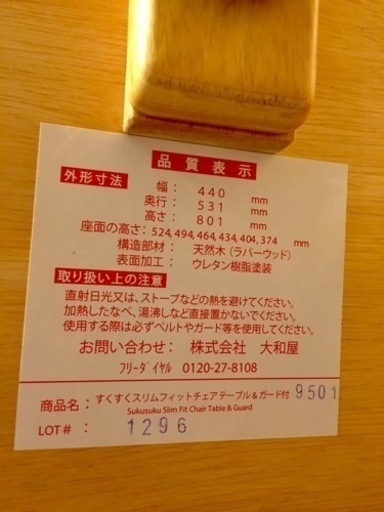 品質表示
外形寸法
幅： 440 mm
奥行： 531 mm
高さ： 801 mm
座面の高さ：524,494,464,434,404,374 mm
構造部材： 天然木（ラバーウッド）
表面加工： ウレタン樹脂塗装
取り扱い上の注意
直射日光又は、ストーブなどの熱を避けてください。
加熱したなべ、湯沸しなど直接置かないでください。
使用する際は必ずベルトやガード等を使用してください。
お問い合わせ： 株式会社 大和屋
フリーダイヤル 0120-27-8108
商品名：すくすくスリムフィットチェアテーブル＆ガード付 9501
Sukusuku Slim Fit Chair Table & Guard
LOT＃： 1296